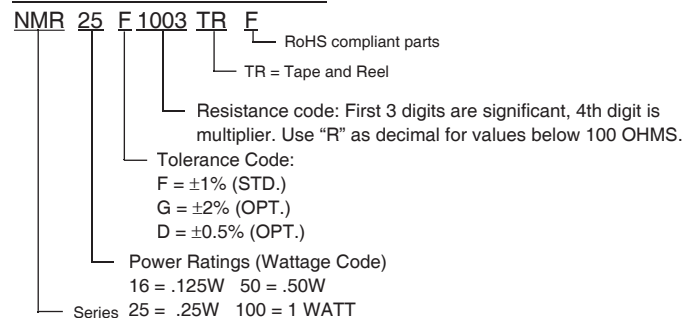 NMR 25 F 1003 TR F
RoHS compliant parts
TR = Tape and Reel
Resistance code: First 3 digits are significant, 4th digit is
multiplier. Use “R” as decimal for values below 100 OHMS.
Tolerance Code:
F = ±1% (STD.)
G = ±2% (OPT.)
D = ±0.5% (OPT.)
Power Ratings (Wattage Code)
16 = .125W 50 = .50W
Series 25 = .25W 100 = 1 WATT